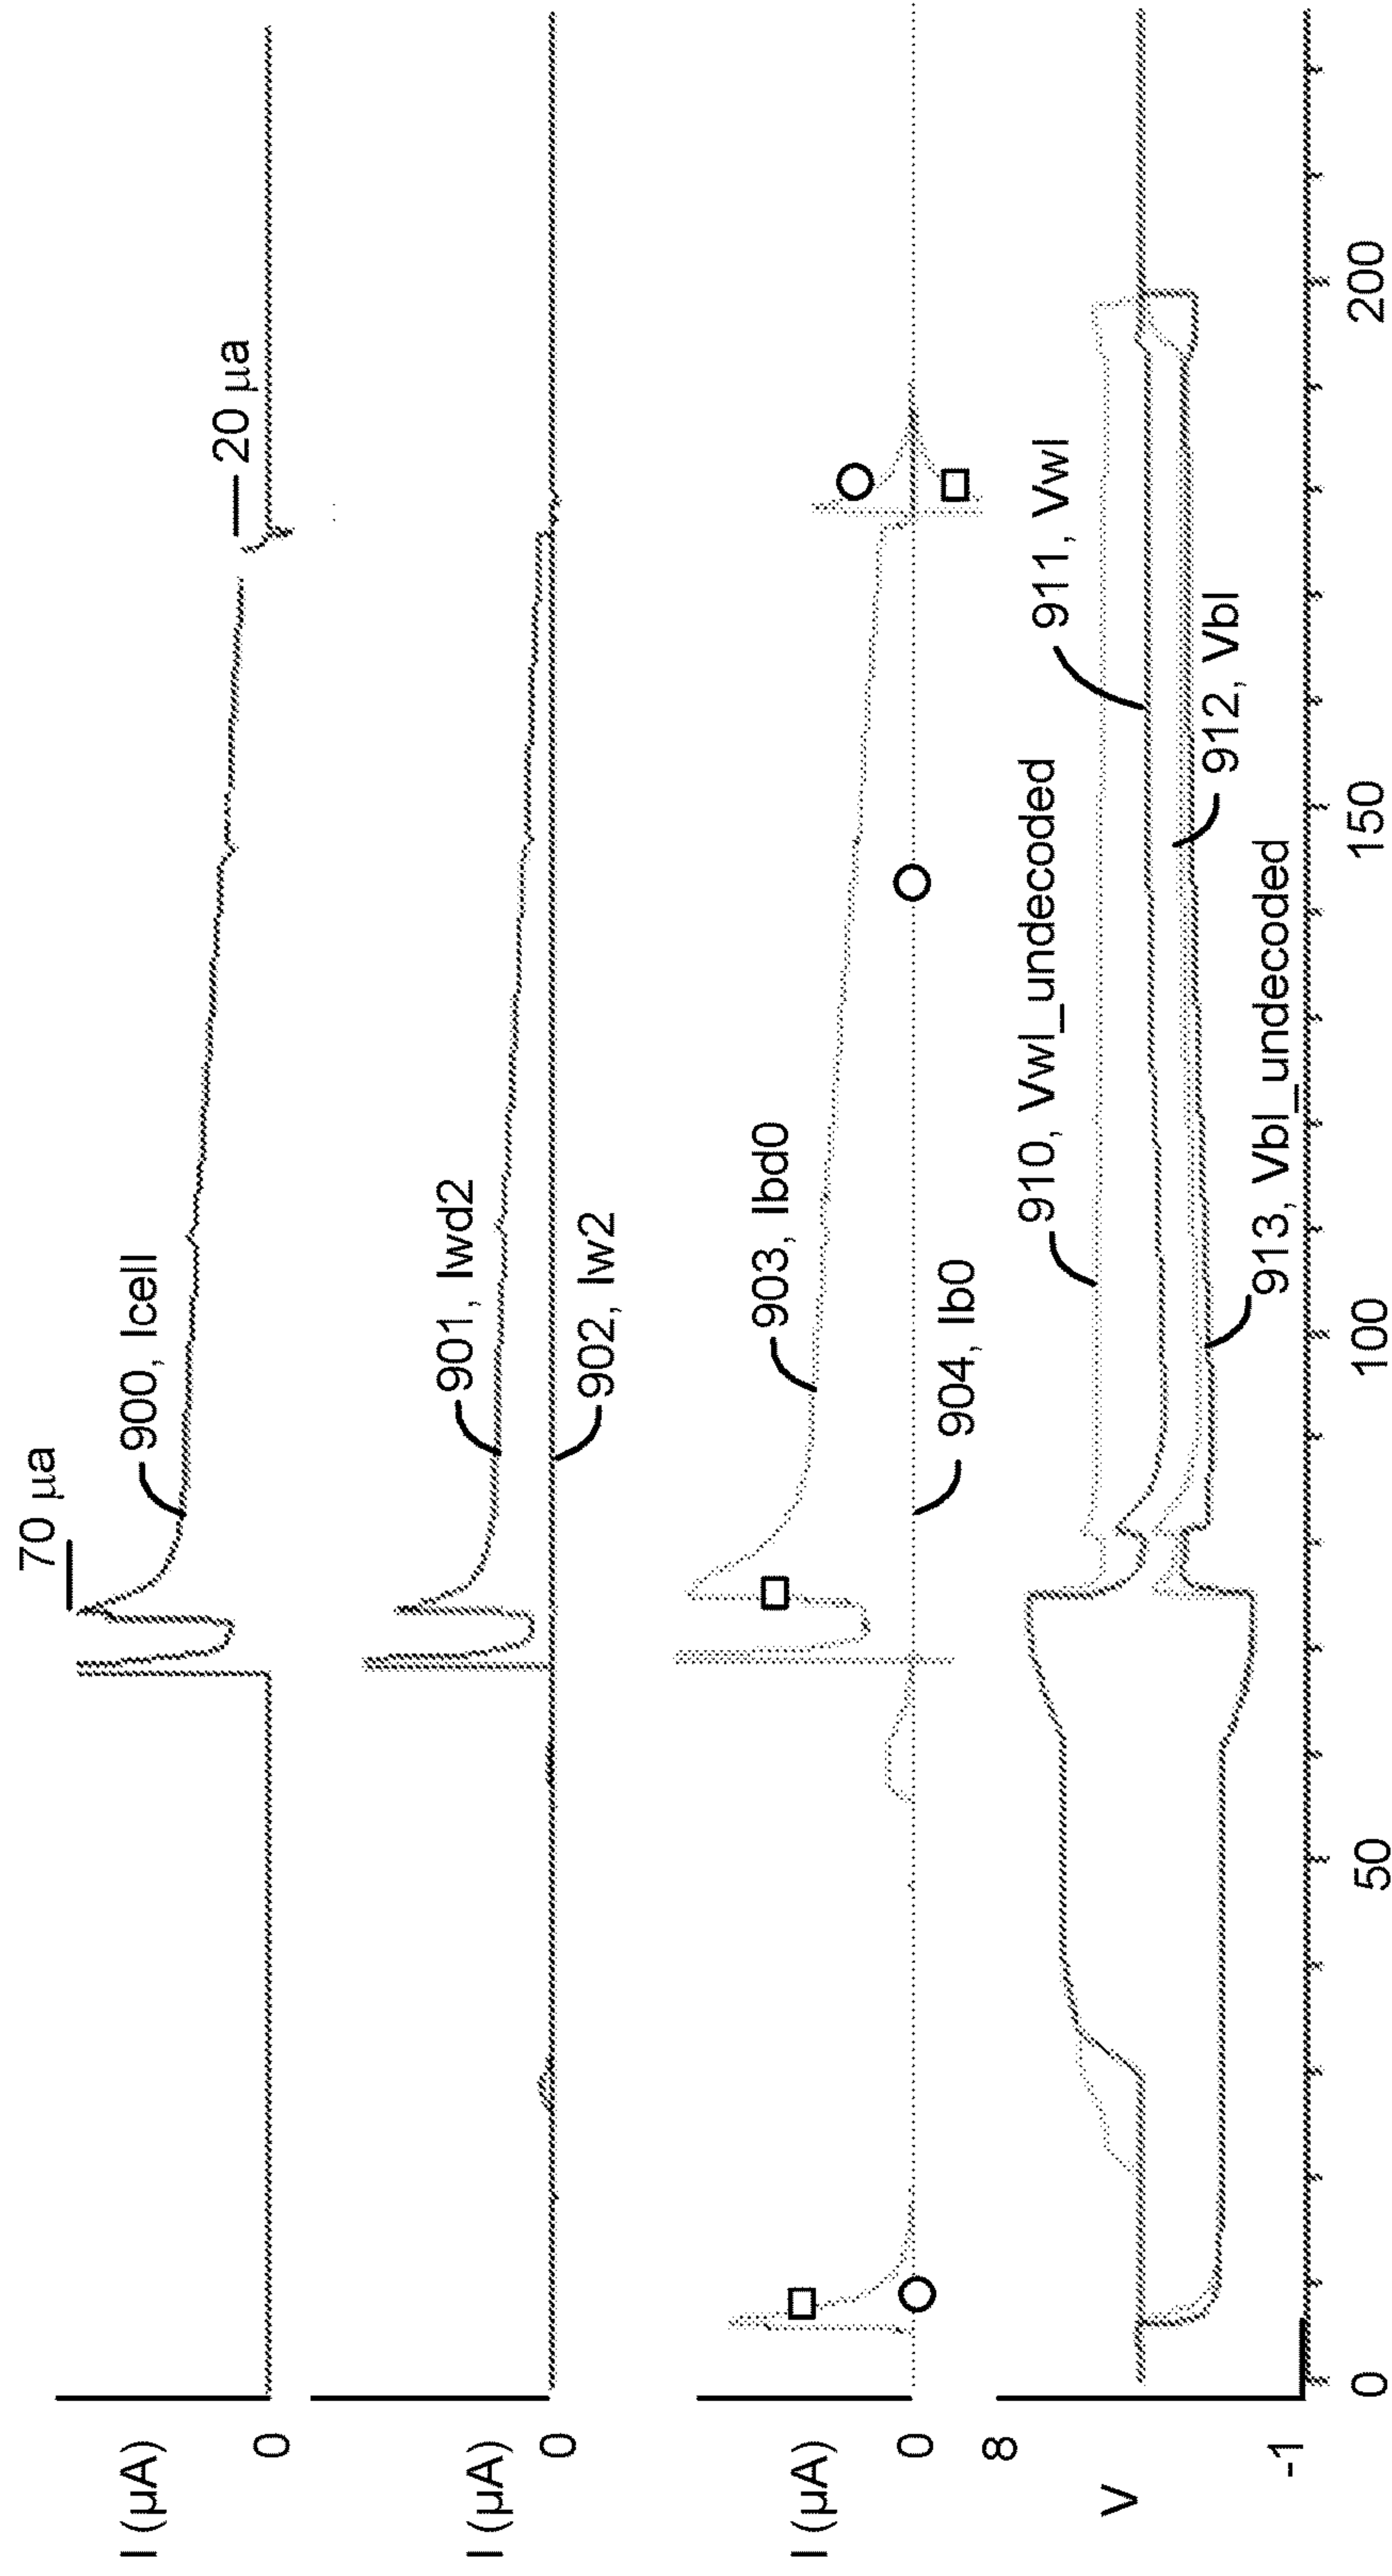 I (μA)
0
70 μa
900, Icell
20 μa
I (μA)
0
901, Iwd2
902, Iw2
I (μA)
0
903, Ibd0
904, Ib0
8
V
-1
910, Vwl_undecoded
911, Vwl
912, Vbl
913, Vbl_undecoded
0
50
100
150
200